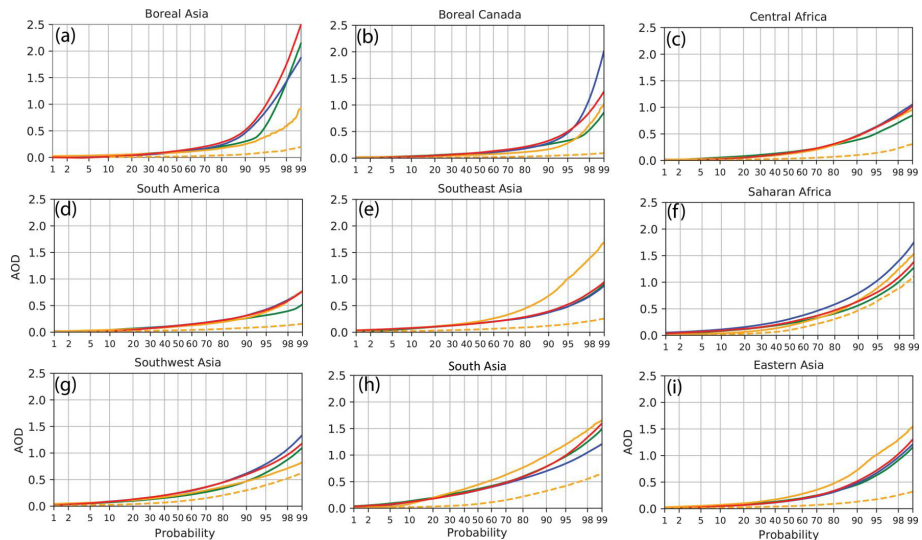 Boreal Asia
(a)
2.5
2.0
1.5
1.0
0.5
0.0
1 2 5 10 20 30 40 50 60 70 80 90 95 98 99
Boreal Canada
(b)
2.5
2.0
1.5
1.0
0.5
0.0
1 2 5 10 20 30 40 50 60 70 80 90 95 98 99
Central Africa
(c)
2.5
2.0
1.5
1.0
0.5
0.0
1 2 5 10 20 30 40 50 60 70 80 90 95 98 99
South America
(d)
AOD
2.5
2.0
1.5
1.0
0.5
0.0
1 2 5 10 20 30 40 50 60 70 80 90 95 98 99
Southeast Asia
(e)
2.5
2.0
1.5
1.0
0.5
0.0
1 2 5 10 20 30 40 50 60 70 80 90 95 98 99
Saharan Africa
(f)
AOD
2.5
2.0
1.5
1.0
0.5
0.0
1 2 5 10 20 30 40 50 60 70 80 90 95 98 99
Southwest Asia
(g)
AOD
2.5
2.0
1.5
1.0
0.5
0.0
1 2 5 10 20 30 40 50 60 70 80 90 95 98 99
Probability
South Asia
(h)
2.5
2.0
1.5
1.0
0.5
0.0
1 2 5 10 20 30 40 50 60 70 80 90 95 98 99
Probability
Eastern Asia
(i)
AOD
2.5
2.0
1.5
1.0
0.5
0.0
1 2 5 10 20 30 40 50 60 70 80 90 95 98 99
Probability